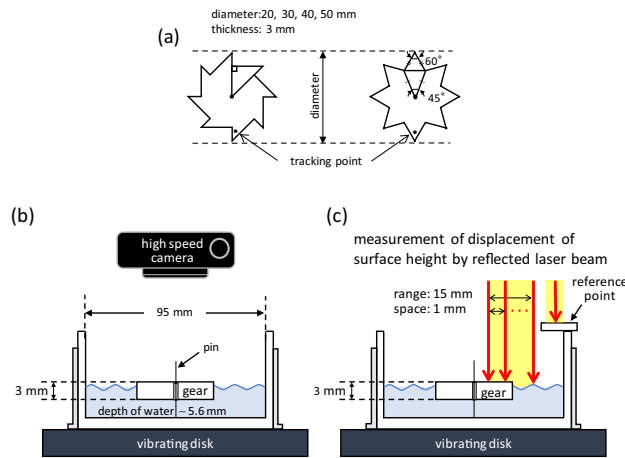 diameter:20, 30, 40, 50 mm
thickness: 3 mm
(a)
60°
diameter
45°
tracking point
(b)
(c)
high speed
camera
measurement of displacement of
surface height by reflected laser beam
reference
point
range: 15 mm
space: 1 mm
95 mm
pin
3 mm
gear
depth of water ~5.6 mm
vibrating disk
3 mm
gear
vibrating disk